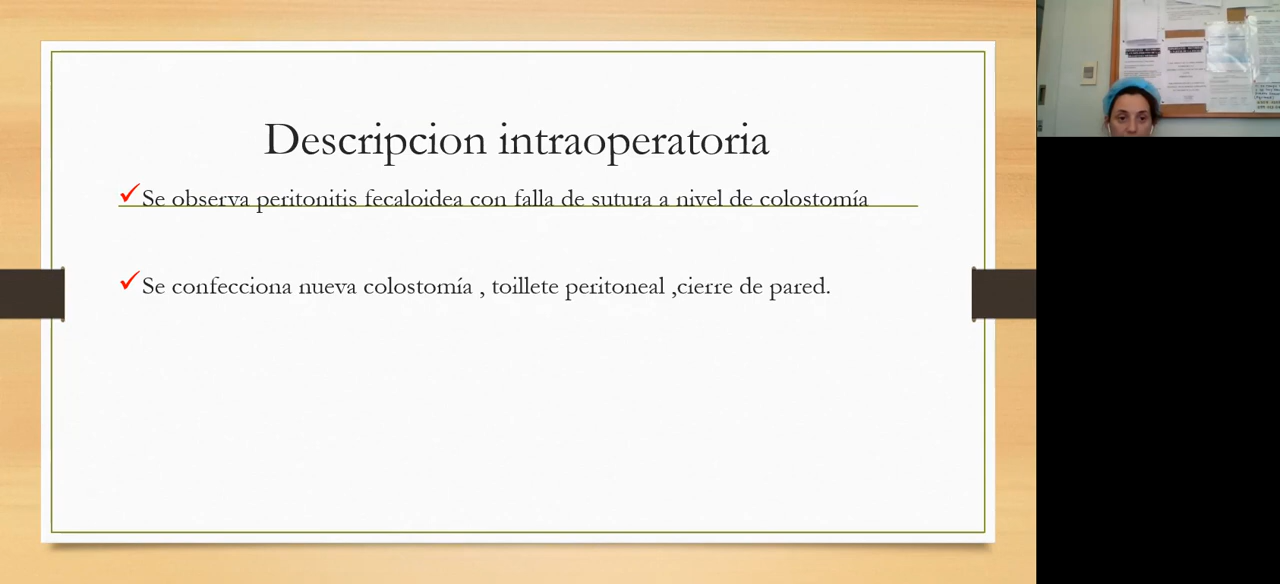 Descripcion intraoperatoria
Se observa peritonitis fecaloidea con falla de sutura a nivel de colostomía
Se confecciona nueva colostomía , toillete peritoneal ,cierre de pared.